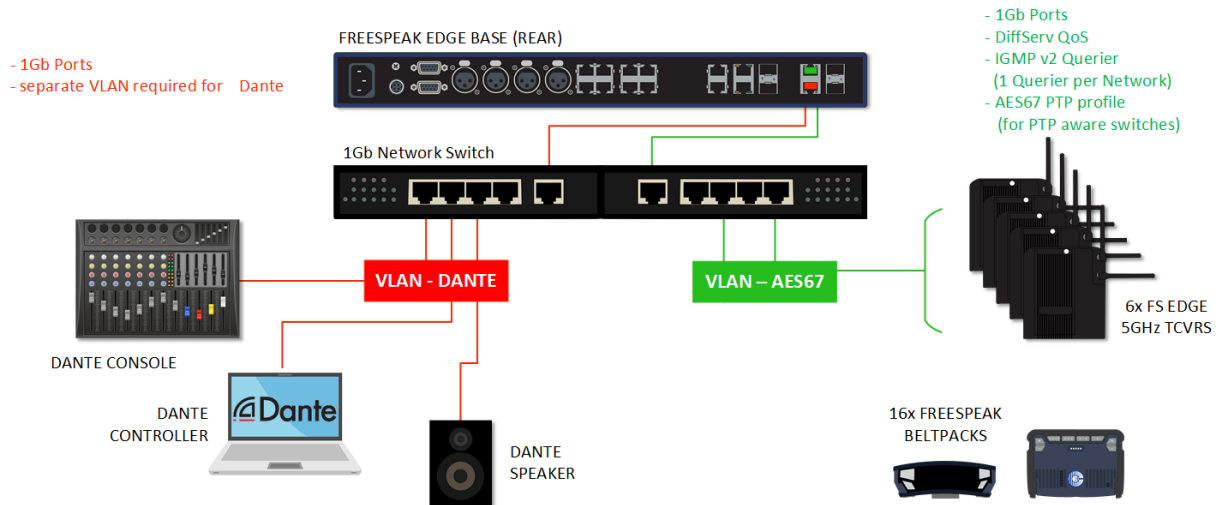 FREESPEAK EDGE BASE (REAR)
- 1Gb Ports
- separate VLAN required for Dante
- 1Gb Ports
- DiffServ QoS
- IGMP v2 Querier
(1 Querier per Network)
- AES67 PTP profile
(for PTP aware switches)
1Gb Network Switch
VLAN - DANTE
VLAN – AES67
DANTE CONSOLE
6x FS EDGE
5GHz TCVRS
DANTE
CONTROLLER
Dante
DANTE
SPEAKER
16x FREESPEAK
BELTPACKS